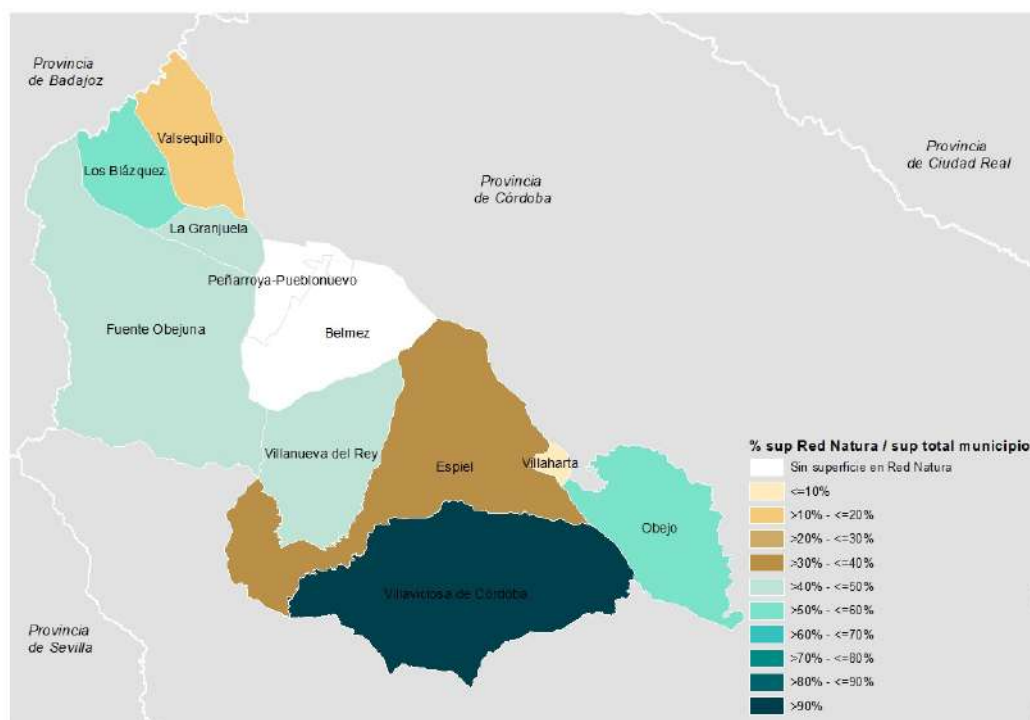 Provincia
de Badajoz
Valsequillo
Los Blázquez
Provincia
de Ciudad Real
Provincia
de Córdoba
La Granjuela
Peñarroya-Pueblonuevo
Fuente Obejuna
Belmez
Villanueva del Rey
Espiel
Villaharta
Obejo
Villaviciosa de Córdoba
Provincia
de Sevilla
% sup Red Natura / sup total municipio
Sin superficie en Red Natura
<=10%
>10% - <=20%
>20% - <=30%
>30% - <=40%
>40% - <=50%
>50% - <=60%
>60% - <=70%
>70% - <=80%
>80% - <=90%
>90%